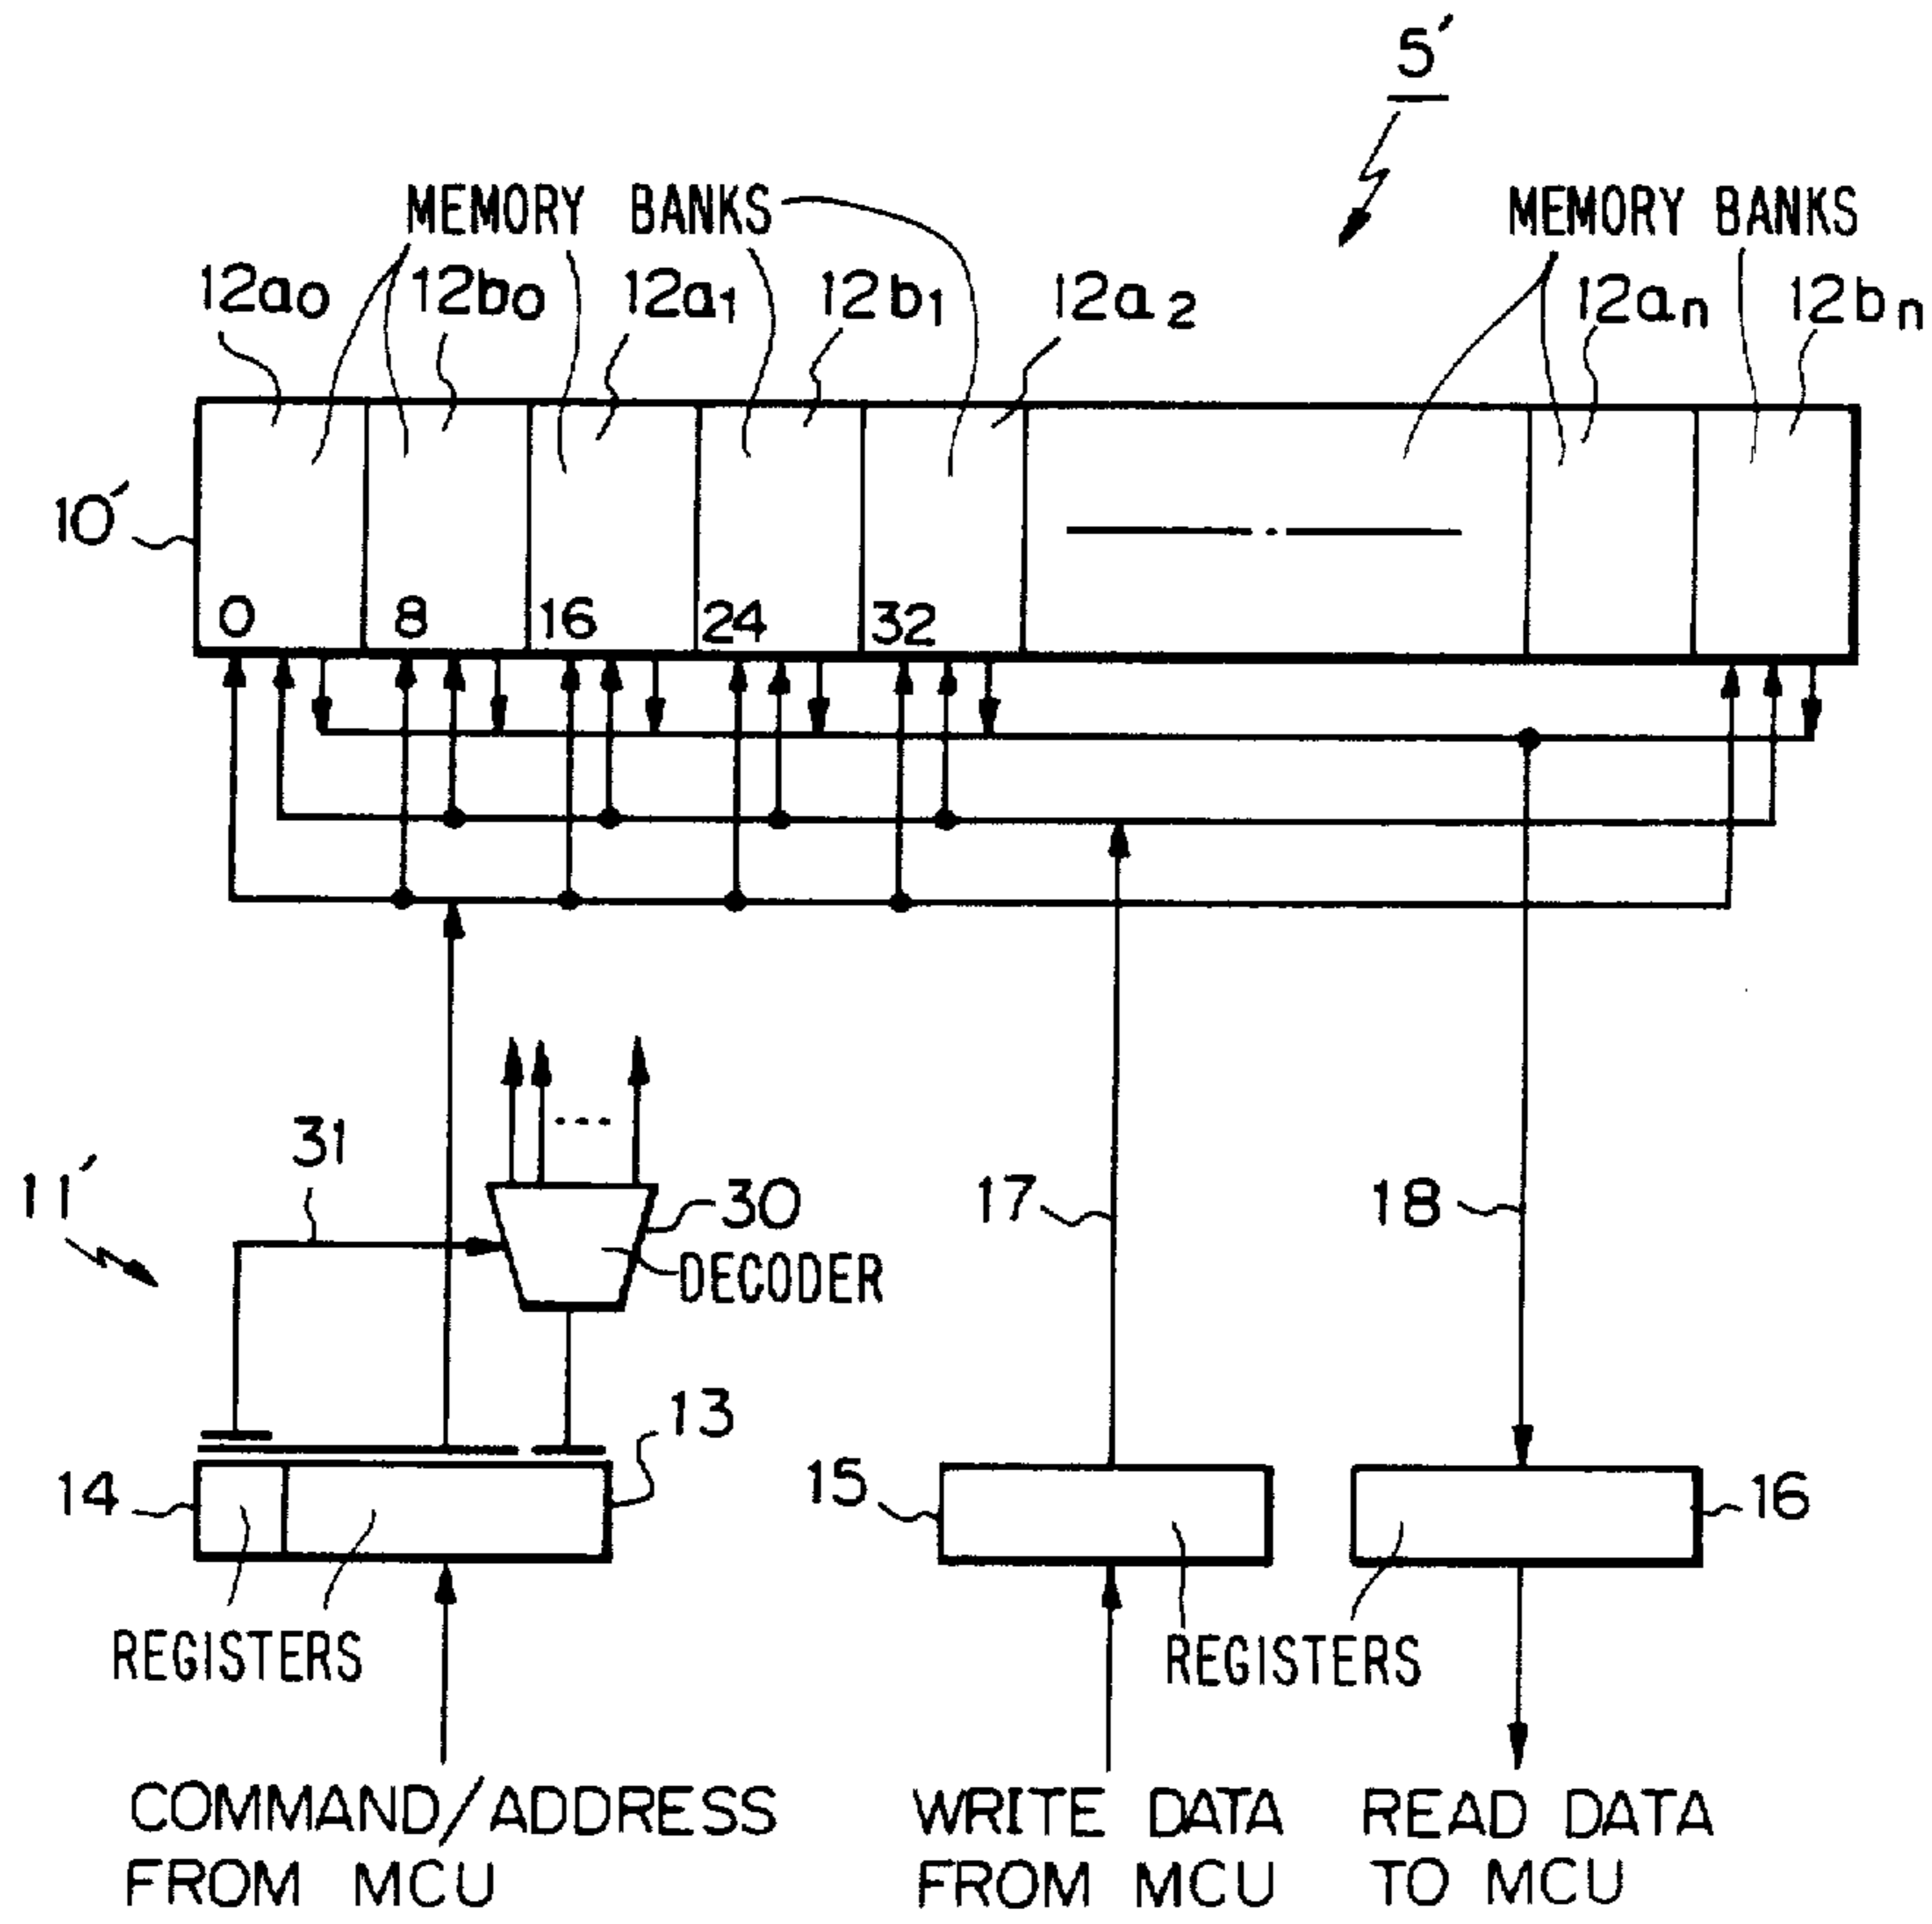 5′
MEMORY BANKS
MEMORY BANKS
12a0
12b0
12a1
12b1
12a2
12an
12bn
10′
0
8
16
24
32
31
11′
30
DECODER
17
18
13
14
15
16
REGISTERS
REGISTERS
COMMAND/ADDRESS
FROM MCU
WRITE DATA
FROM MCU
READ DATA
TO MCU